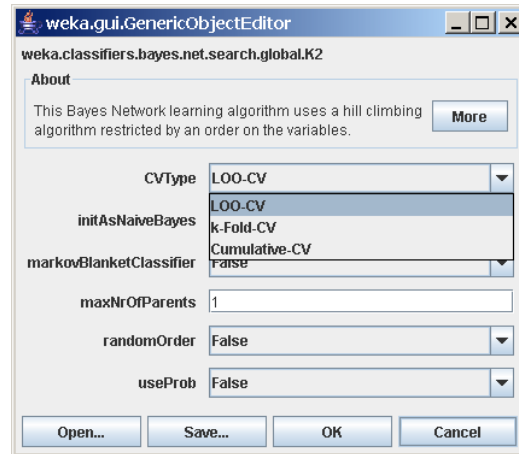 weka.gui.GenericObjectEditor
weka.classifiers.bayes.net.search.global.K2
About
This Bayes Network learning algorithm uses a hill climbing
algorithm restricted by an order on the variables.
More
CVType LOO-CV
LOO-CV
initAsNaiveBayes k-Fold-CV
Cumulative-CV
markovBlanketClassifier False
maxNrOfParents 1
randomOrder False
useProb False
Open... Save... OK Cancel